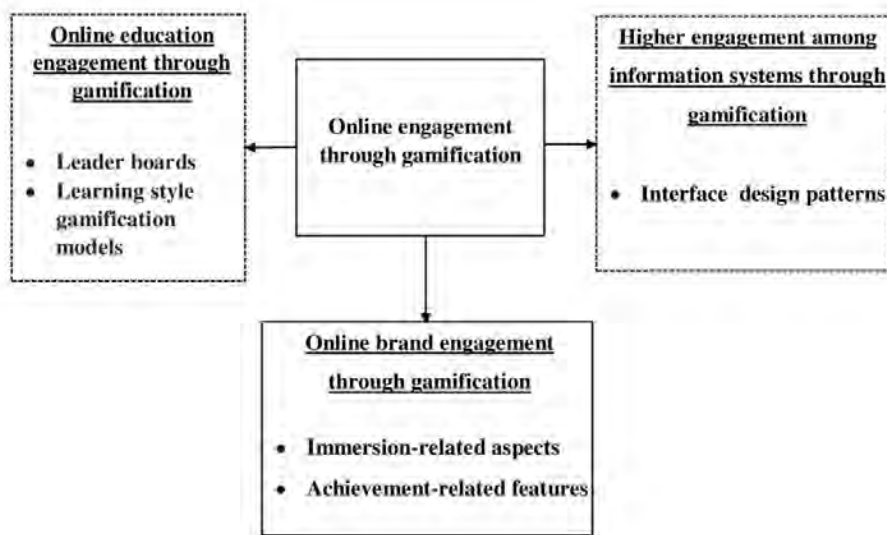 Online education
engagement through
gamification
• Leader boards
• Learning style
gamification
models
Online engagement
through gamification
Higher engagement among
information systems through
gamification
• Interface design patterns
Online brand engagement
through gamification
• Immersion-related aspects
• Achievement-related features